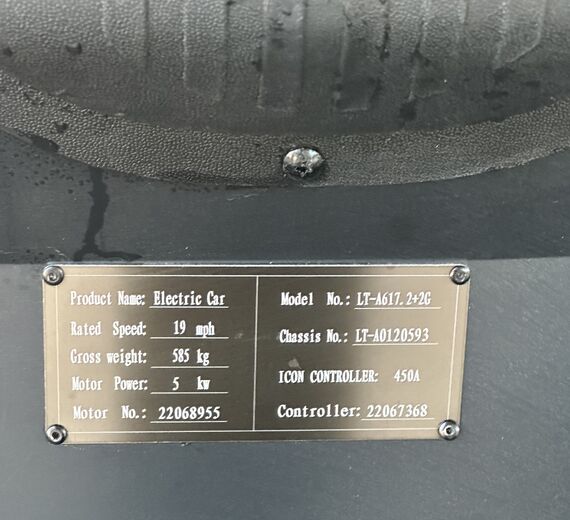 Product Name: Electric Car
Rated Speed: 19 mph
Gross weight: 585 kg
Motor Power: 5 kw
Motor No.: 22068955
Model No.: LT-A617.2+2G
Chassis No.: LT-A0120593
ICON CONTROLLER: 450A
Controller: 22067368